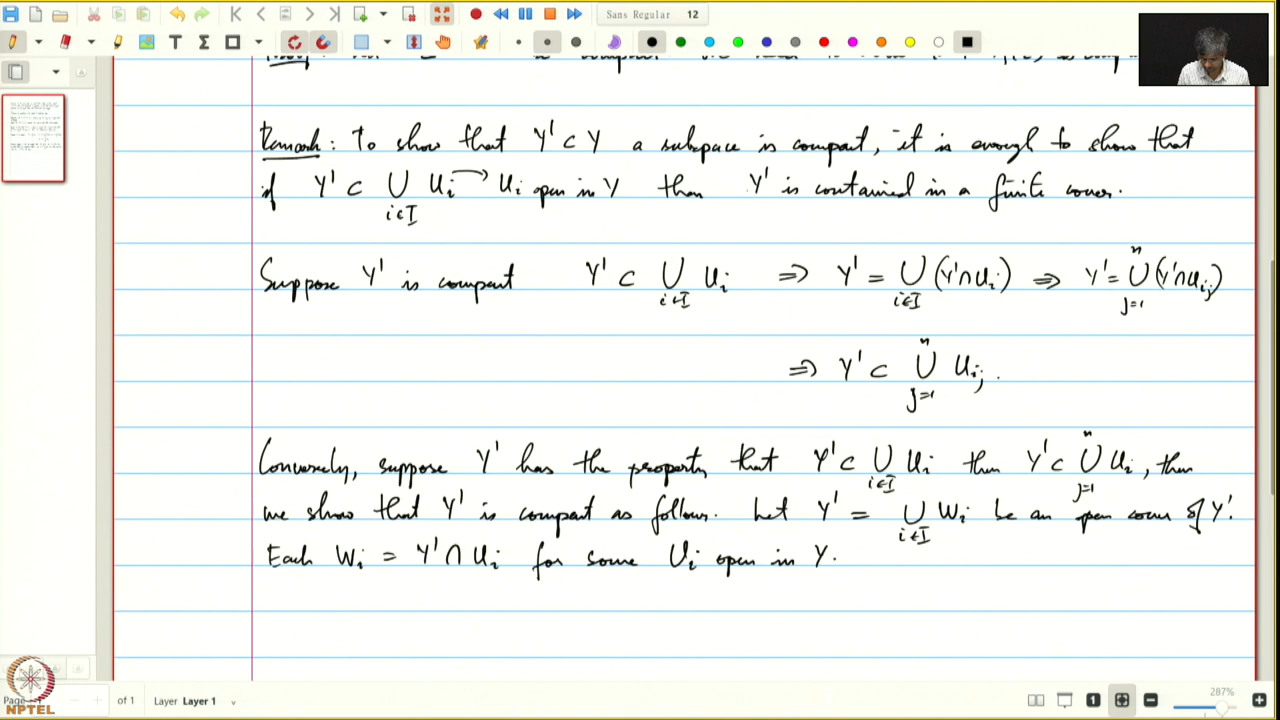 Sans Regular 12
is compact
Remark : To show that Y' ⊂ Y a subspace is compact, it is enough to show that
if Y' ⊂ ⋃_{i∈I} U_i → U_i open in Y then Y' is contained in a finite cover.
Suppose Y' is compact Y' ⊂ ⋃_{i∈I} U_i ⇒ Y' = ⋃_{i∈I} (Y'∩U_i) ⇒ Y' = ⋃_{j=1}^{n} (Y'∩U_{i_j})
⇒ Y' ⊂ ⋃_{j=1}^{n} U_{i_j}.
Conversely, suppose Y' has the property that Y' ⊂ ⋃_{i∈I} U_i then Y' ⊂ ⋃_{j=1}^{n} U_i, then
we show that Y' is compact as follows. Let Y' = ⋃_{i∈I} W_i be an open cover of Y'.
Each W_i = Y' ∩ U_i for some U_i open in Y.
NPTEL
Page
of 1
Layer Layer 1
287%